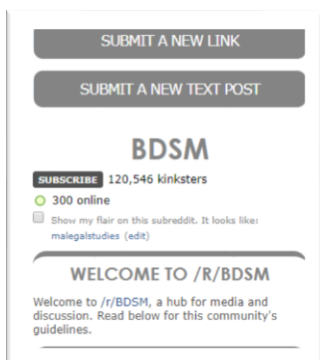 SUBMIT A NEW LINK
SUBMIT A NEW TEXT POST
BDSM
SUBSCRIBE 120,546 kinksters
300 online
Show my flair on this subreddit. It looks like:
malegalstudies (edit)
WELCOME TO /R/BDSM
Welcome to /r/BDSM, a hub for media and
discussion. Read below for this community's
guidelines.